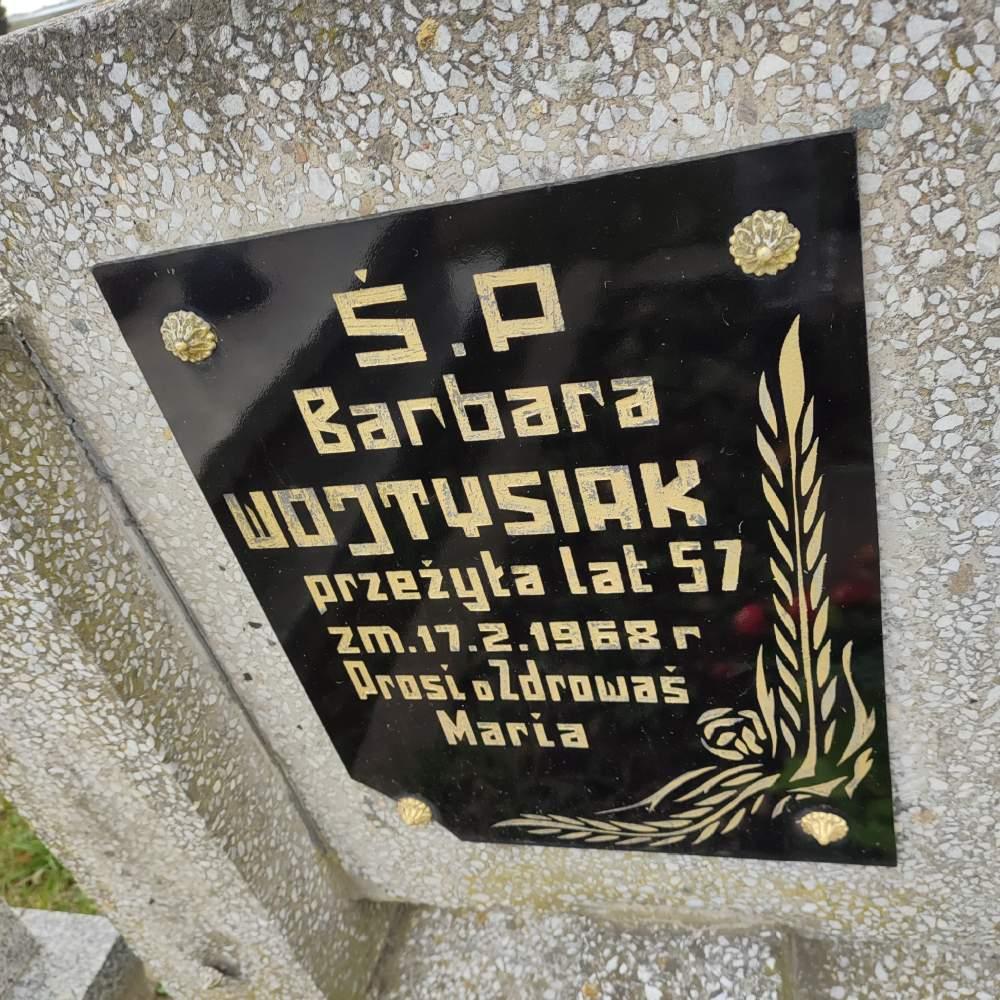 Ś.P
Barbara
WOJTYSIAK
przeżyła lat 57
zm.17.2.1968 r
Prosi o Zdrowaś
Maria